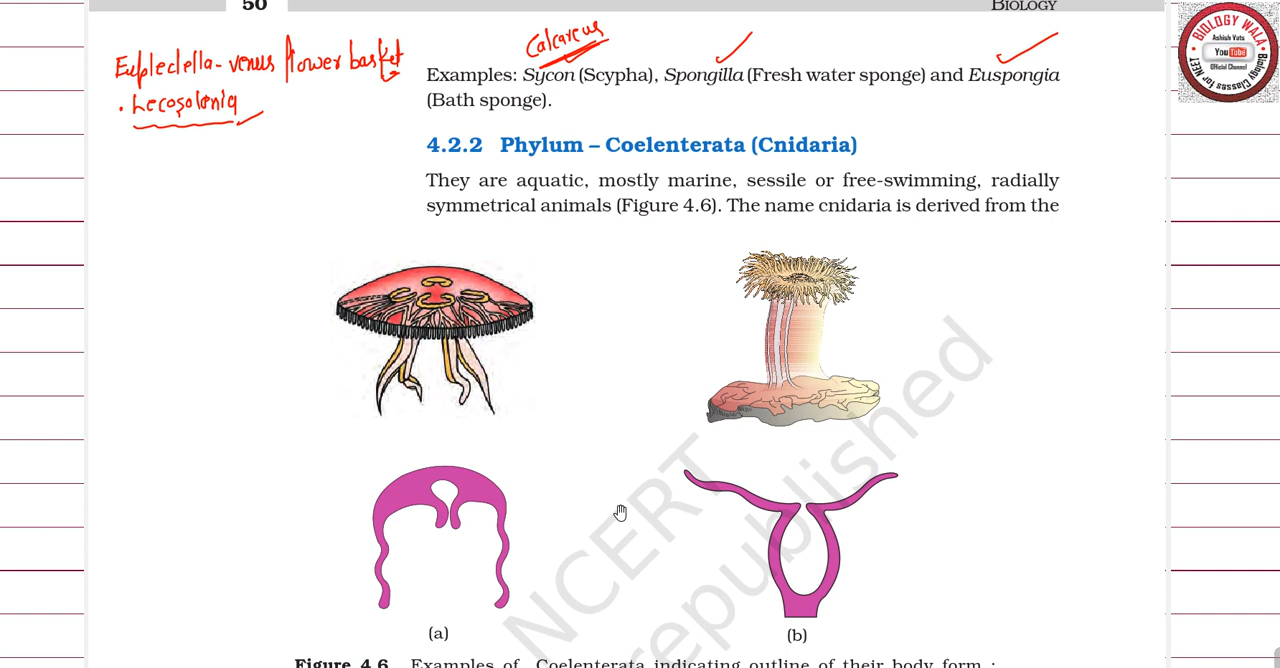 50
BIOLOGY
Calcareus
Eupleclella - venus flower basket
. Lecosolenia
Examples: Sycon (Scypha), Spongilla (Fresh water sponge) and Euspongia
(Bath sponge).
4.2.2 Phylum – Coelenterata (Cnidaria)
They are aquatic, mostly marine, sessile or free-swimming, radially
symmetrical animals (Figure 4.6). The name cnidaria is derived from the
NCERT
republished
(a)
(b)
Figure 4.6 Examples of Coelenterata indicating outline of their body form :
BIOLOGY WALA
Ashish Vats
YouTube
Official Channel
Biology Classes for NEET